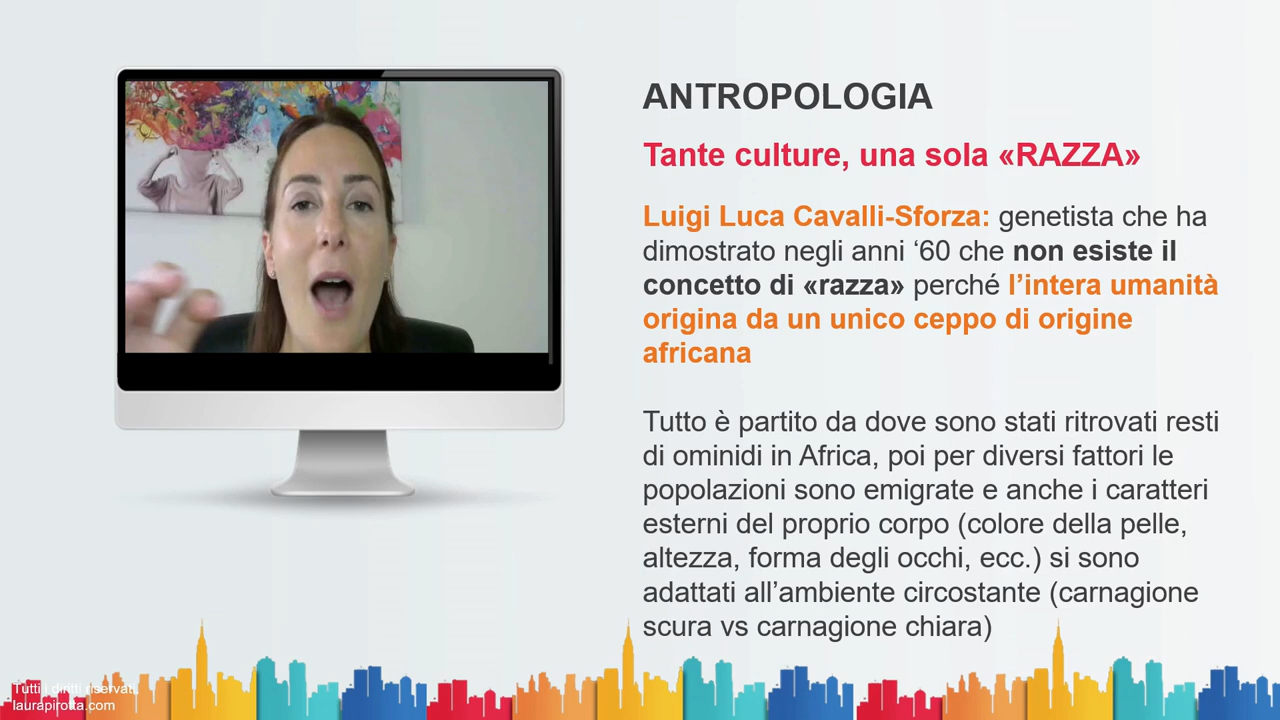 ANTROPOLOGIA
Tante culture, una sola «RAZZA»
Luigi Luca Cavalli-Sforza: genetista che ha
dimostrato negli anni ‘60 che non esiste il
concetto di «razza» perché l’intera umanità
origina da un unico ceppo di origine
africana
Tutto è partito da dove sono stati ritrovati resti
di ominidi in Africa, poi per diversi fattori le
popolazioni sono emigrate e anche i caratteri
esterni del proprio corpo (colore della pelle,
altezza, forma degli occhi, ecc.) si sono
adattati all’ambiente circostante (carnagione
scura vs carnagione chiara)
Tutti i diritti riservati
laurapirotta.com